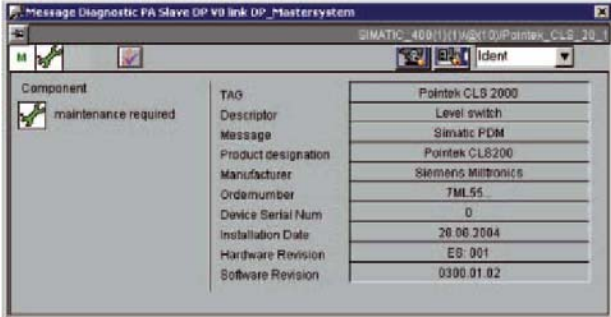 Message Diagnostic PA Slave DP V0 link DP_Mastersystem
SIMATIC_400(1)(1)/W@(10)/Pointek_CLS_20_1
M Ident
Component
maintenance required
TAG Pointek CLS 2000
Descriptor Level switch
Message Simatic PDM
Product designation Pointek CLS200
Manufacturer Siemens Milltronics
Ordernumber 7ML55...
Device Serial Num 0
Installation Date 28.06.2004
Hardware Revision ES: 001
Software Revision 0300.01.02